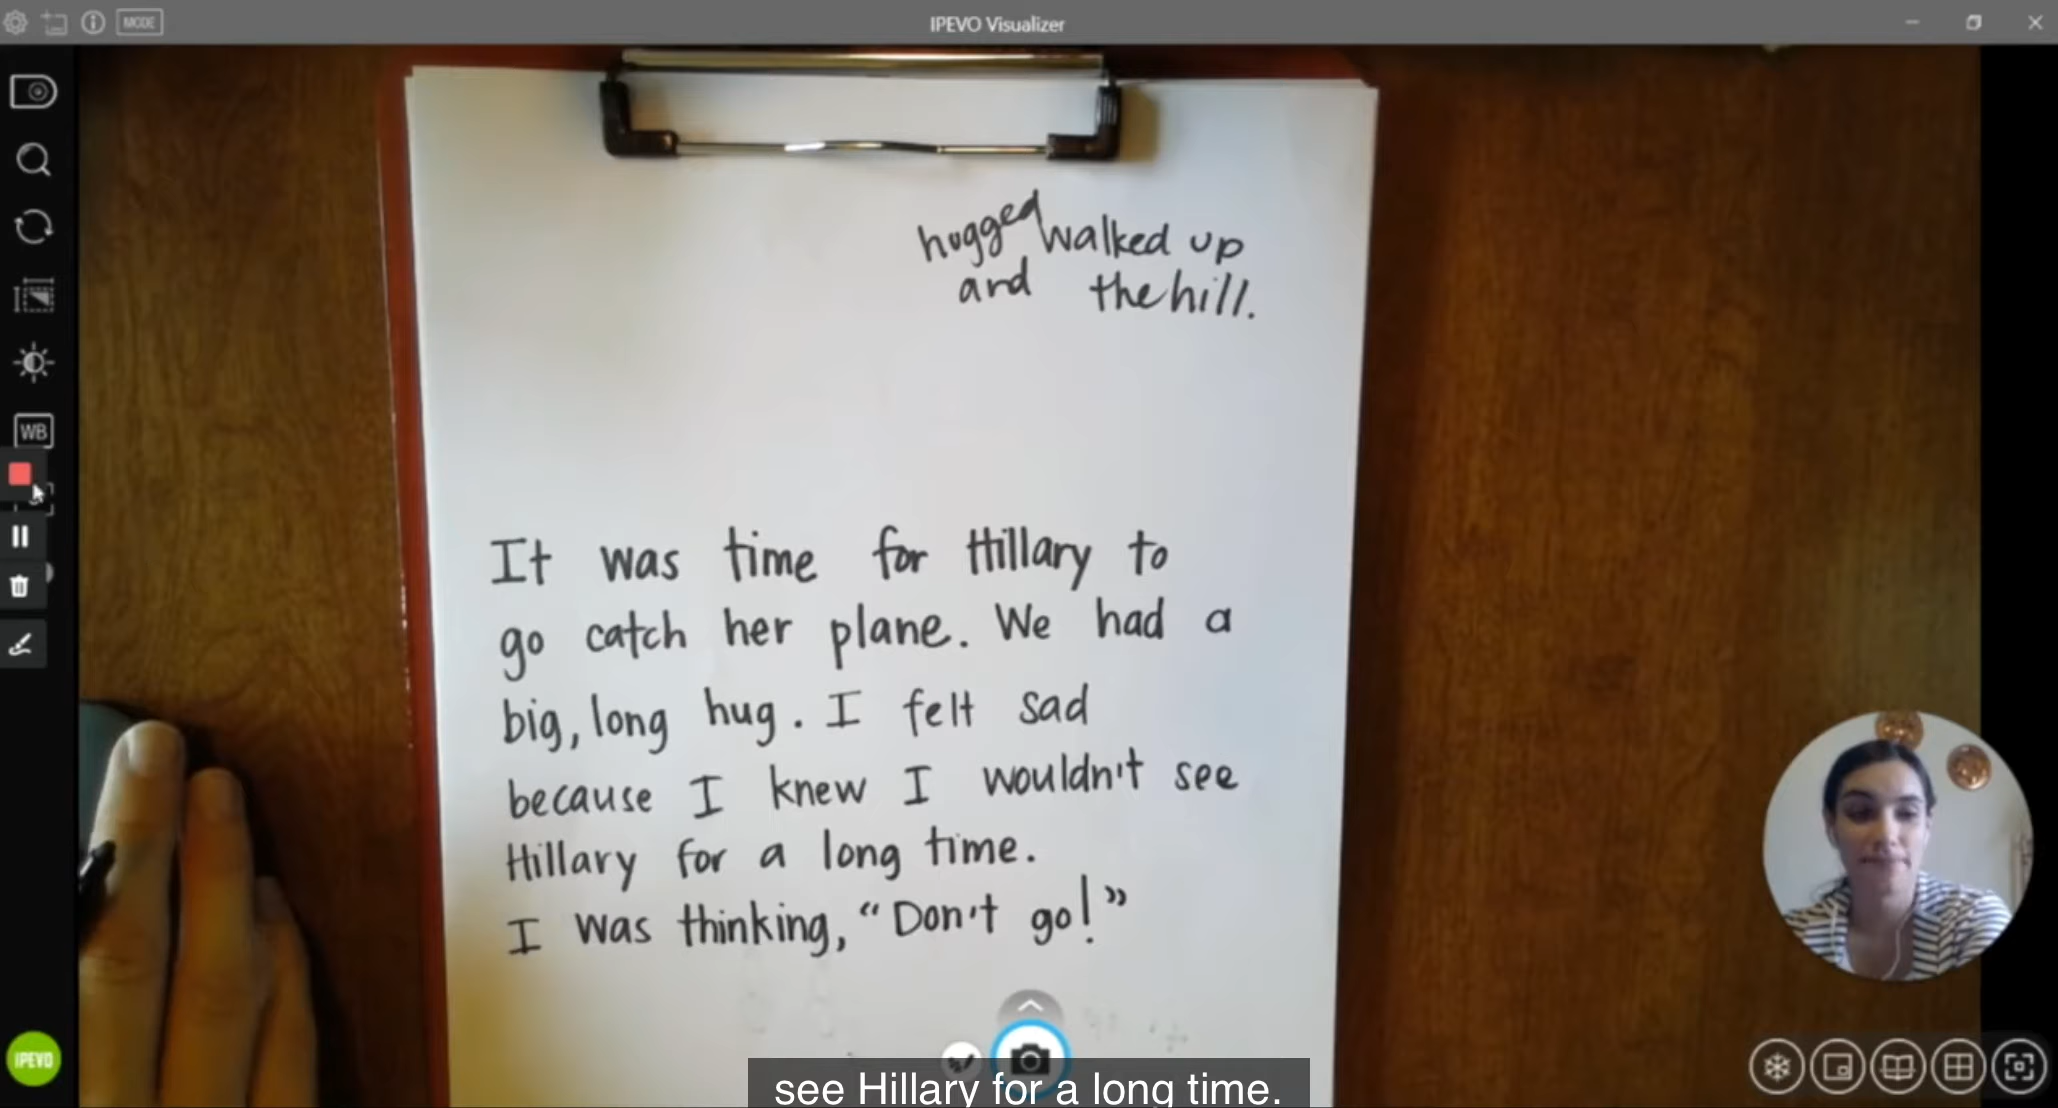 MODE
IPEVO Visualizer
hugged walked up
and the hill.
WB
It was time for Hillary to
go catch her plane. We had a
big, long hug. I felt sad
because I knew I wouldn't see
Hillary for a long time.
I was thinking, "Don't go!"
IPEVO
see Hillary for a long time.